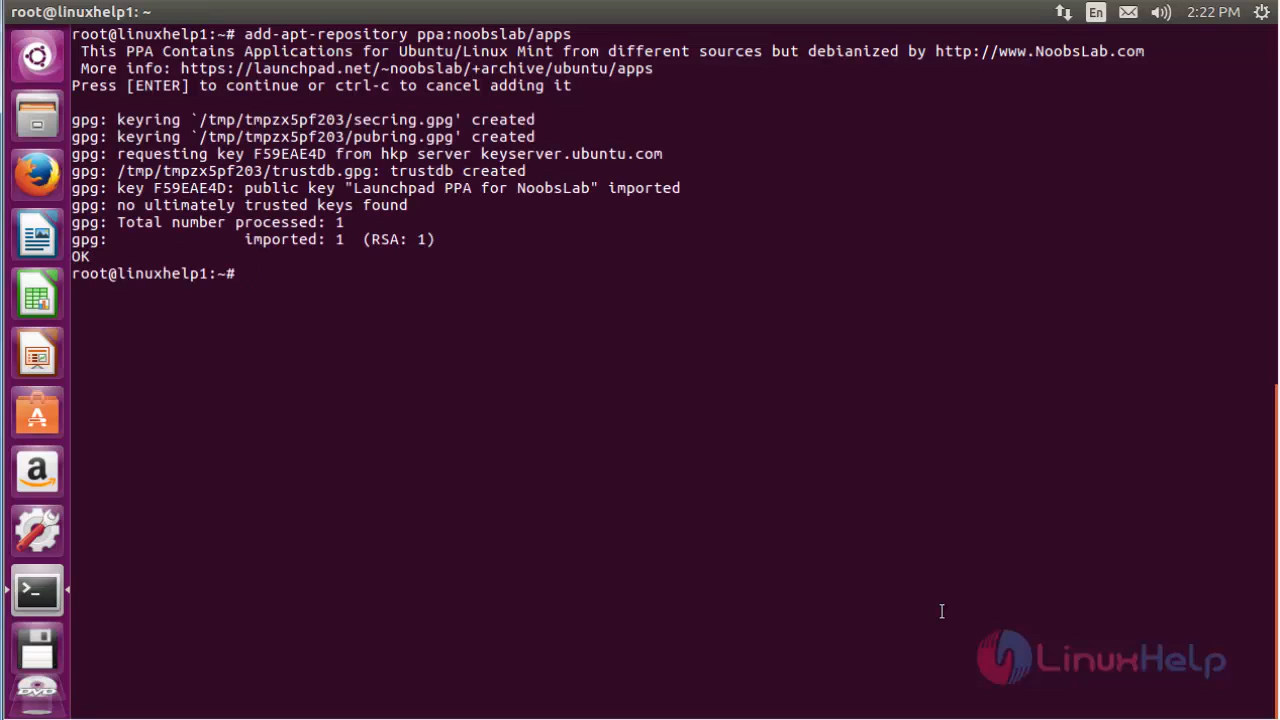 root@linuxhelp1: ~
En
2:22 PM
root@linuxhelp1:~# add-apt-repository ppa:noobslab/apps
 This PPA Contains Applications for Ubuntu/Linux Mint from different sources but debianized by http://www.NoobsLab.com
 More info: https://launchpad.net/~noobslab/+archive/ubuntu/apps
Press [ENTER] to continue or ctrl-c to cancel adding it
gpg: keyring `/tmp/tmpzx5pf203/secring.gpg' created
gpg: keyring `/tmp/tmpzx5pf203/pubring.gpg' created
gpg: requesting key F59EAE4D from hkp server keyserver.ubuntu.com
gpg: /tmp/tmpzx5pf203/trustdb.gpg: trustdb created
gpg: key F59EAE4D: public key "Launchpad PPA for NoobsLab" imported
gpg: no ultimately trusted keys found
gpg: Total number processed: 1
gpg:               imported: 1  (RSA: 1)
OK
root@linuxhelp1:~#
DVD
LinuxHelp